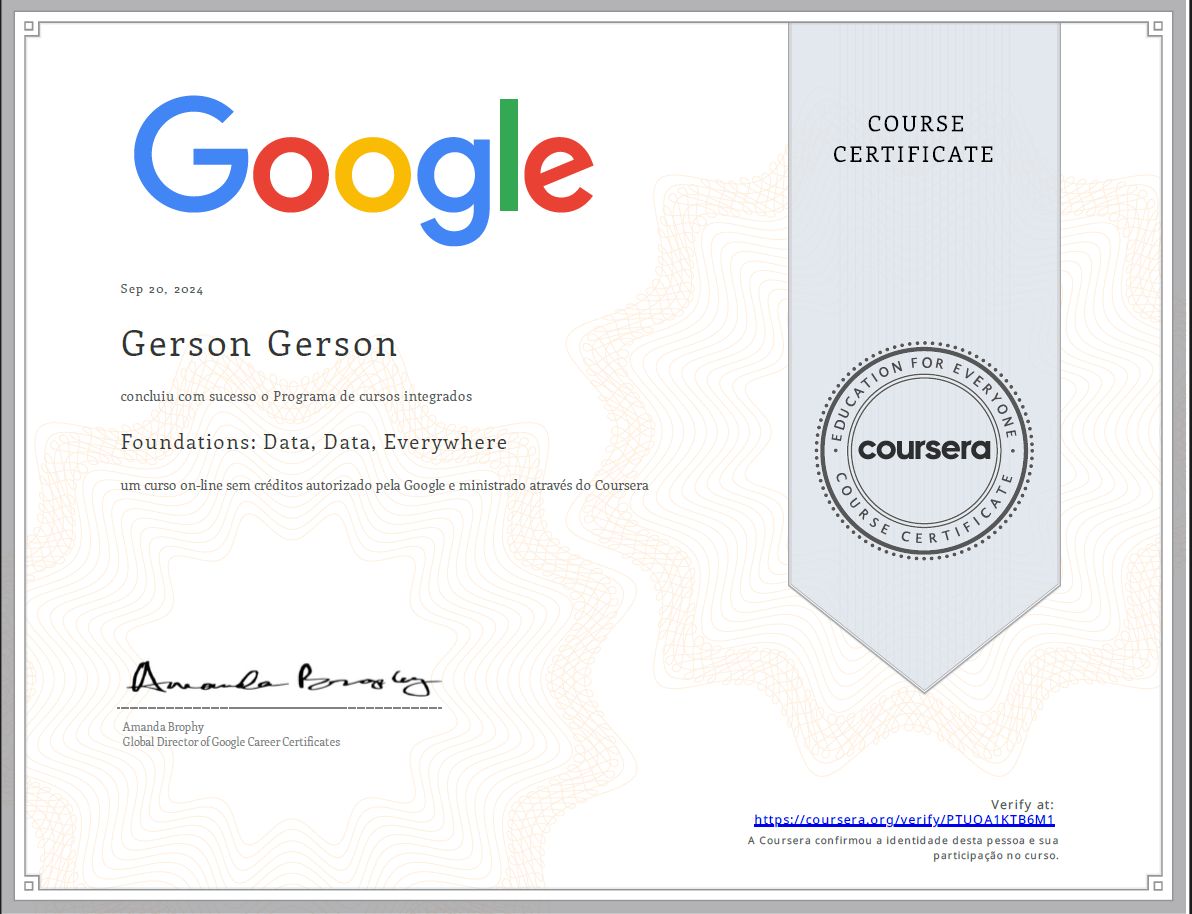 Google
COURSE
CERTIFICATE
Sep 20, 2024
Gerson Gerson
concluiu com sucesso o Programa de cursos integrados
Foundations: Data, Data, Everywhere
um curso on-line sem créditos autorizado pela Google e ministrado através do Coursera
EDUCATION FOR EVERYONE
coursera
COURSE CERTIFICATE
Amanda Brophy
Amanda Brophy
Global Director of Google Career Certificates
Verify at:
https://coursera.org/verify/PTUOA1KTB6M1
A Coursera confirmou a identidade desta pessoa e sua
participação no curso.